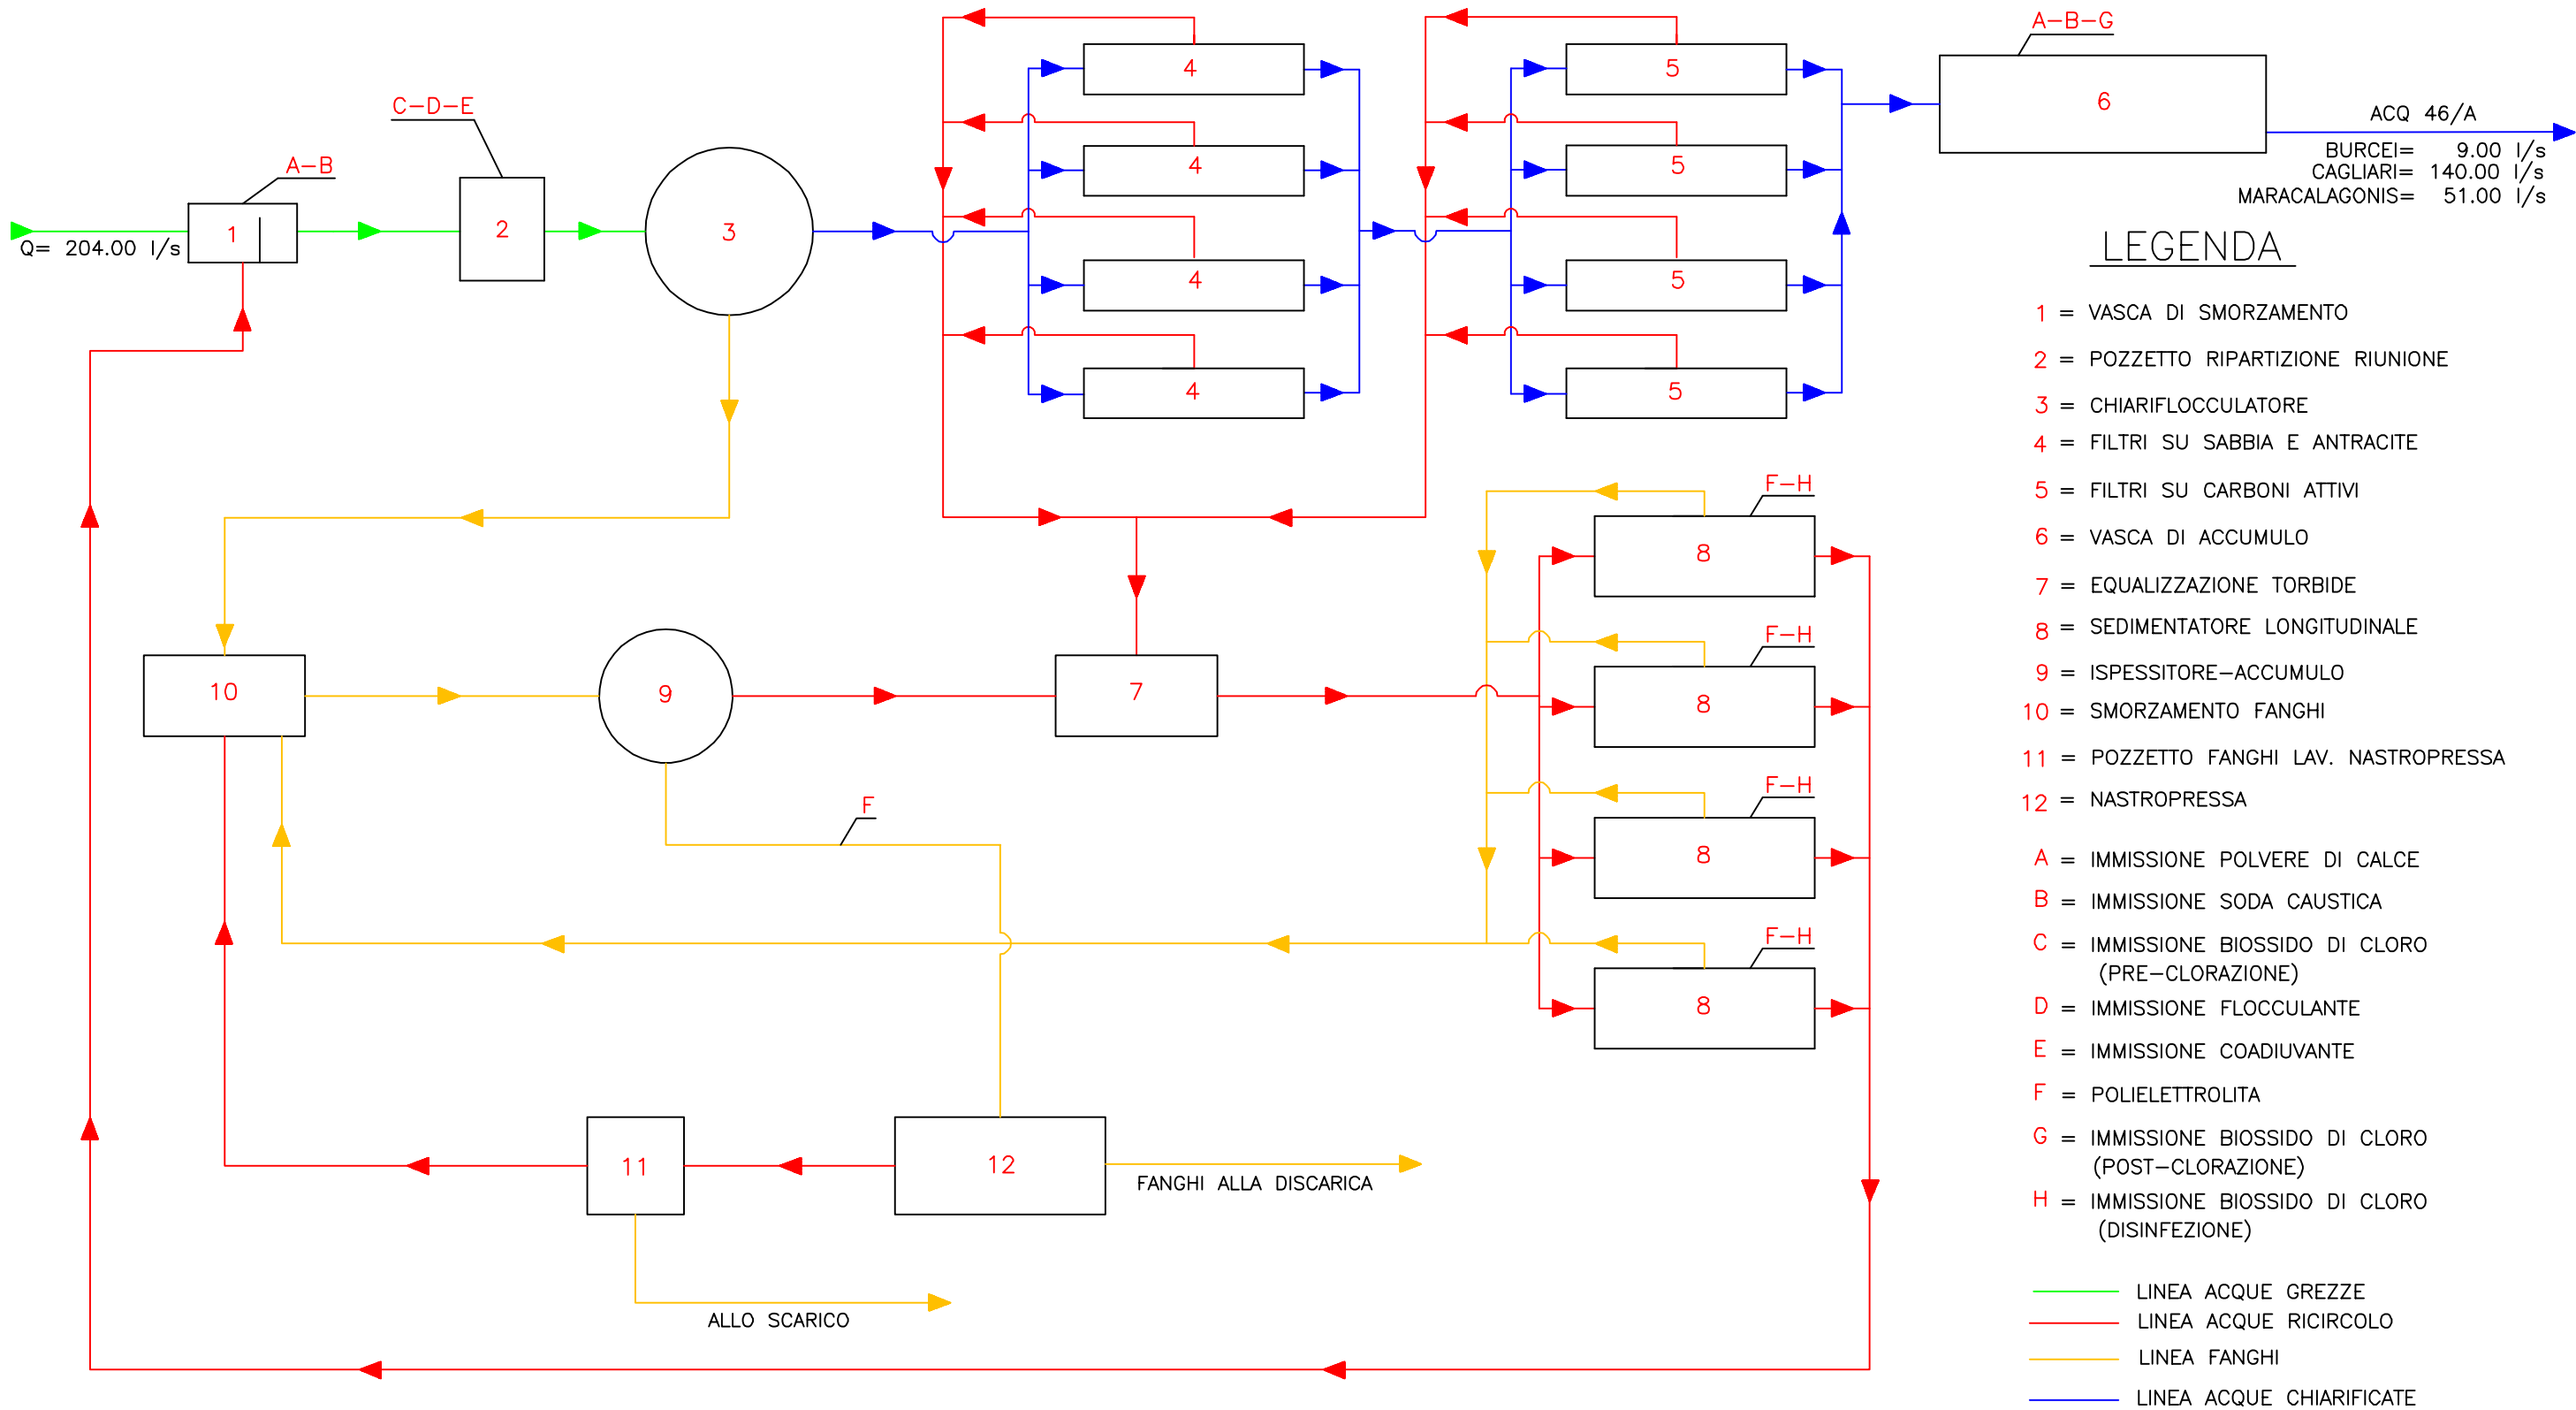 A-B-G
C-D-E
A-B
Q= 204.00 l/s
1
2
3
4
4
4
4
5
5
5
5
6
ACQ 46/A
BURCEI= 9.00 l/s
CAGLIARI= 140.00 l/s
MARACALAGONIS= 51.00 l/s
F-H
8
F-H
8
F-H
8
F-H
8
10
9
7
F
11
12
FANGHI ALLA DISCARICA
ALLO SCARICO
LEGENDA
1 = VASCA DI SMORZAMENTO
2 = POZZETTO RIPARTIZIONE RIUNIONE
3 = CHIARIFLOCCULATORE
4 = FILTRI SU SABBIA E ANTRACITE
5 = FILTRI SU CARBONI ATTIVI
6 = VASCA DI ACCUMULO
7 = EQUALIZZAZIONE TORBIDE
8 = SEDIMENTATORE LONGITUDINALE
9 = ISPESSITORE-ACCUMULO
10 = SMORZAMENTO FANGHI
11 = POZZETTO FANGHI LAV. NASTROPRESSA
12 = NASTROPRESSA
A = IMMISSIONE POLVERE DI CALCE
B = IMMISSIONE SODA CAUSTICA
C = IMMISSIONE BIOSSIDO DI CLORO
(PRE-CLORAZIONE)
D = IMMISSIONE FLOCCULANTE
E = IMMISSIONE COADIUVANTE
F = POLIELETTROLITA
G = IMMISSIONE BIOSSIDO DI CLORO
(POST-CLORAZIONE)
H = IMMISSIONE BIOSSIDO DI CLORO
(DISINFEZIONE)
LINEA ACQUE GREZZE
LINEA ACQUE RICIRCOLO
LINEA FANGHI
LINEA ACQUE CHIARIFICATE